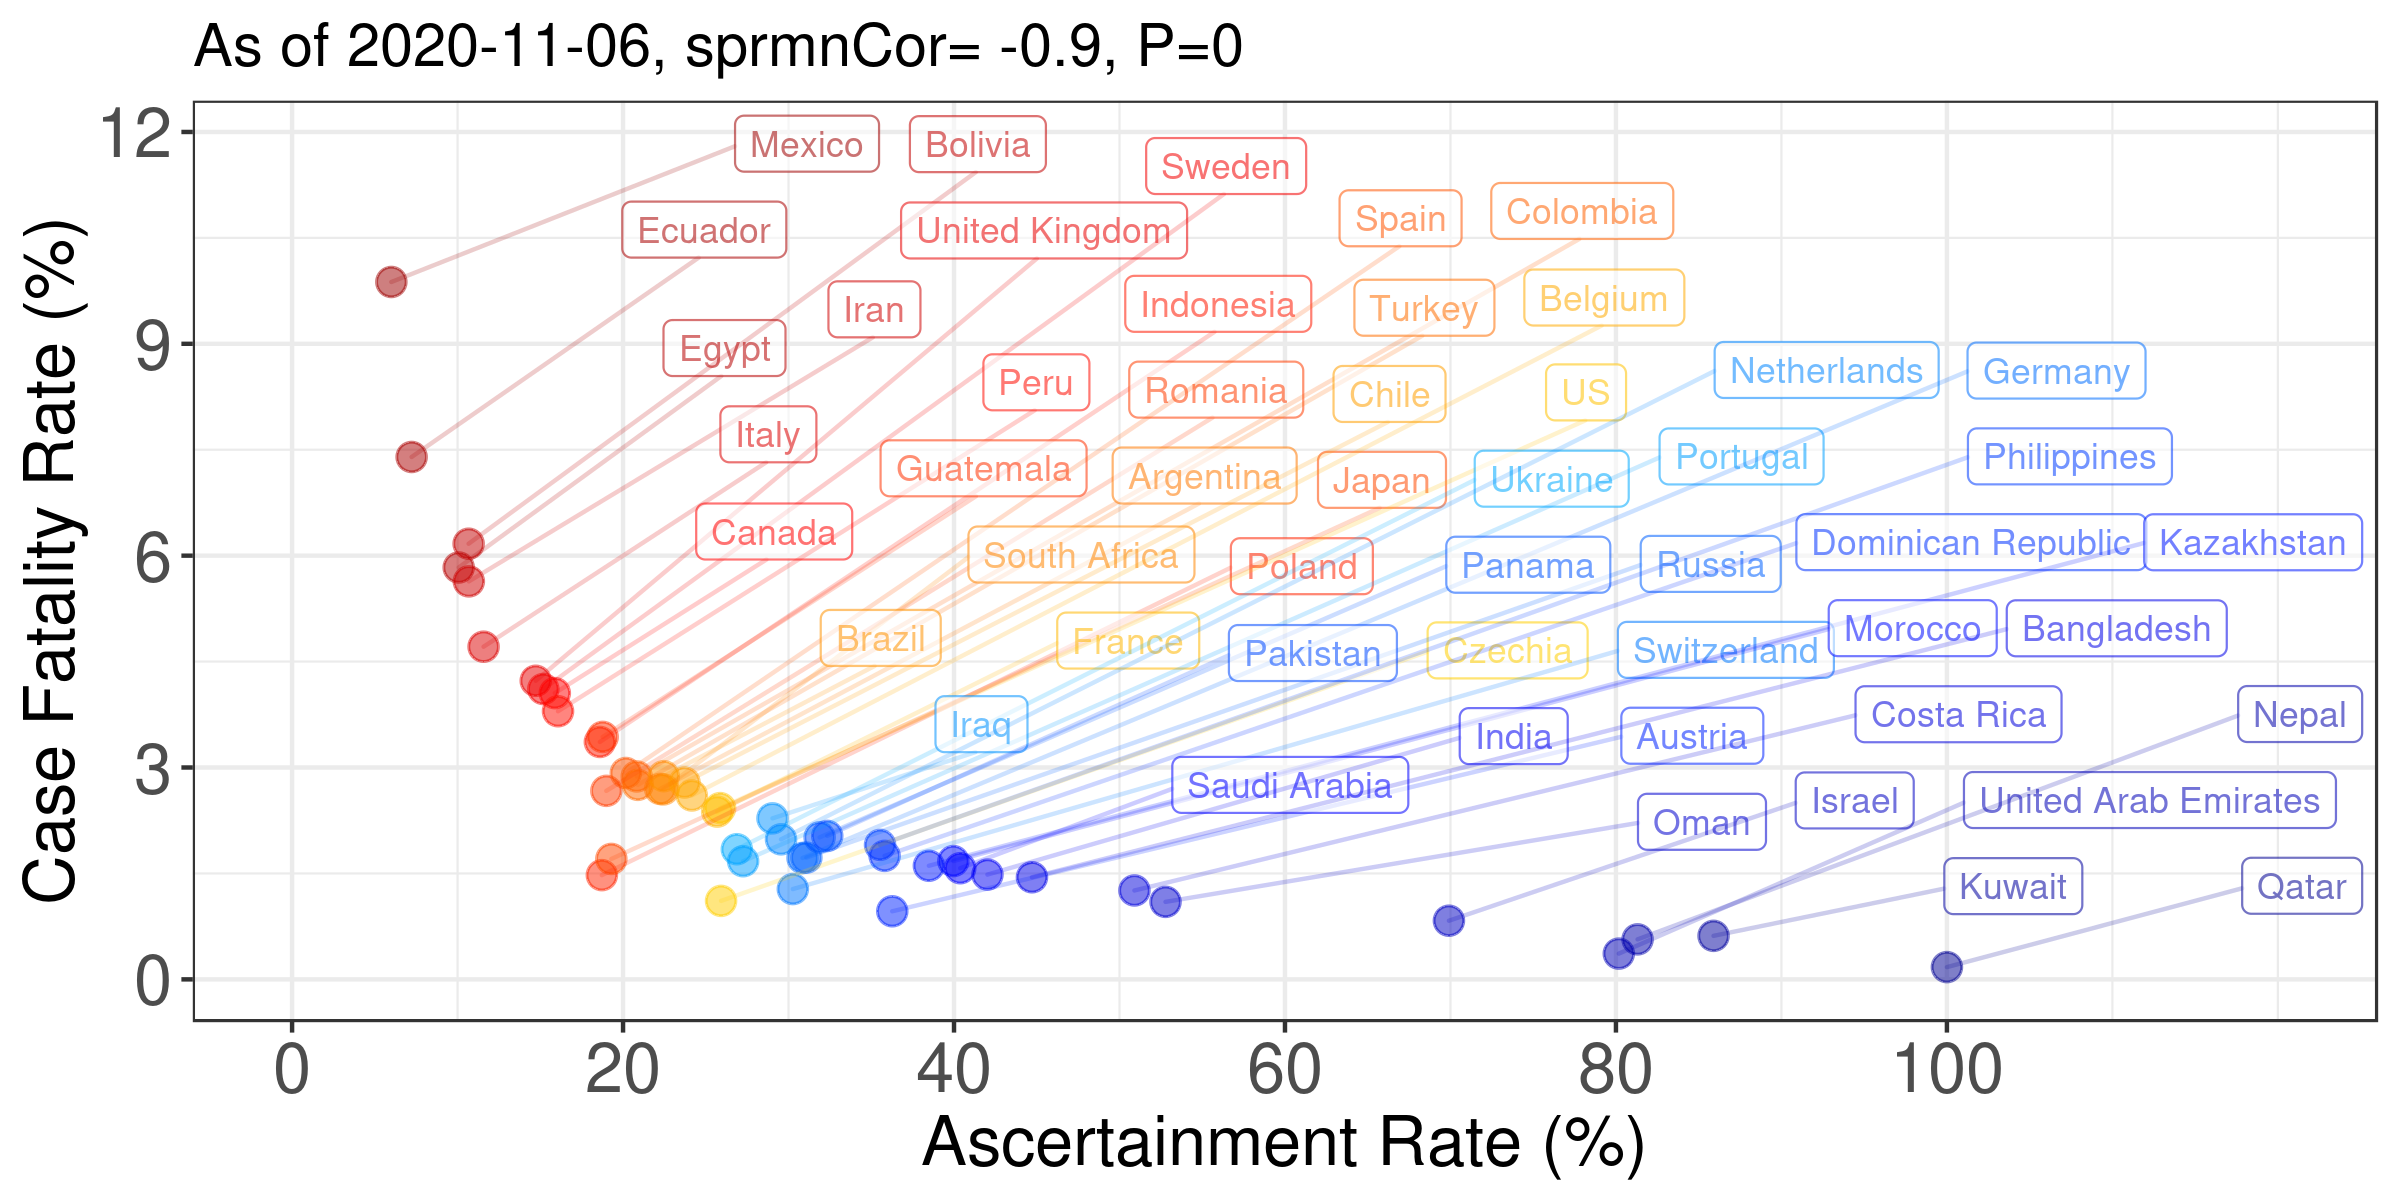 As of 2020-11-06, sprmnCor= -0.9, P=0
12
9
6
3
0
Case Fatality Rate (%)
Mexico
Bolivia
Sweden
Ecuador
United Kingdom
Spain
Colombia
Iran
Indonesia
Turkey
Belgium
Egypt
Peru
Romania
Chile
US
Netherlands
Germany
Italy
Guatemala
Argentina
Japan
Ukraine
Portugal
Philippines
Canada
South Africa
Poland
Panama
Russia
Dominican Republic
Kazakhstan
Brazil
France
Pakistan
Czechia
Switzerland
Morocco
Bangladesh
Iraq
India
Austria
Costa Rica
Nepal
Saudi Arabia
Oman
Israel
United Arab Emirates
Kuwait
Qatar
0
20
40
60
80
100
Ascertainment Rate (%)